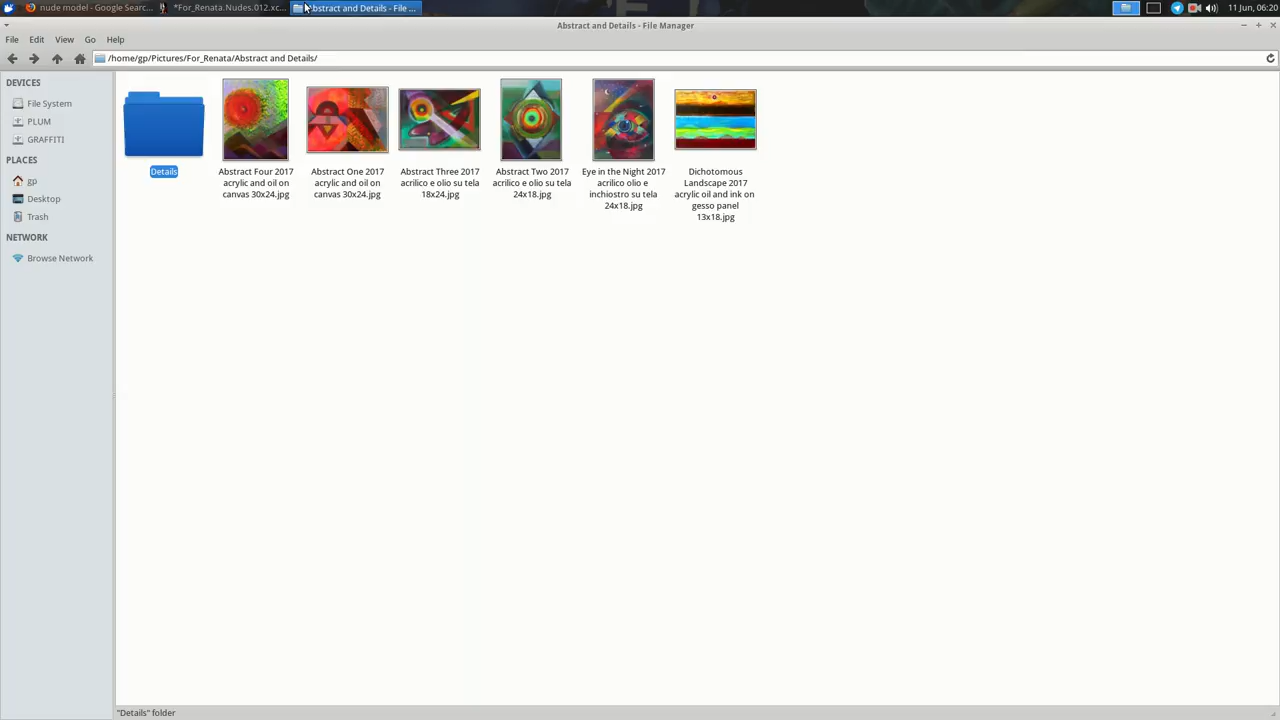 nude model - Google Searc...
*For_Renata.Nudes.012.xc...
Abstract and Details - File ...
11 Jun, 06:20
Abstract and Details - File Manager
File Edit View Go Help
/home/gp/Pictures/For_Renata/Abstract and Details/
DEVICES
File System
PLUM
GRAFFITI
PLACES
gp
Desktop
Trash
NETWORK
Browse Network
Details
Abstract Four 2017
acrylic and oil on
canvas 30x24.jpg
Abstract One 2017
acrylic and oil on
canvas 30x24.jpg
Abstract Three 2017
acrilico e olio su tela
18x24.jpg
Abstract Two 2017
acrilico e olio su tela
24x18.jpg
Eye in the Night 2017
acrilico olio e
inchiostro su tela
24x18.jpg
Dichotomous
Landscape 2017
acrylic oil and ink on
gesso panel
13x18.jpg
"Details" folder